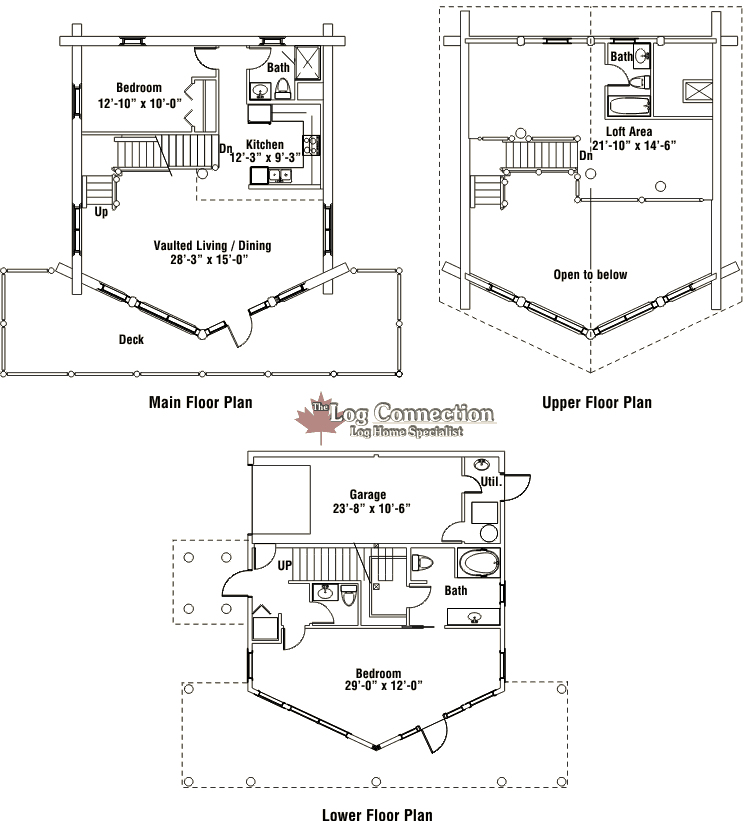 Bedroom
12'-10" x 10'-0"
Bath
Dn
Kitchen
12'-3" x 9'-3"
Up
Vaulted Living / Dining
28'-3" x 15'-0"
Deck
Main Floor Plan
Bath
Loft Area
21'-10" x 14'-6"
Dn
Open to below
Upper Floor Plan
The Log Connection
Log Home Specialist
Garage
23'-8" x 10'-6"
Util.
UP
Bath
Bedroom
29'-0" x 12'-0"
Lower Floor Plan